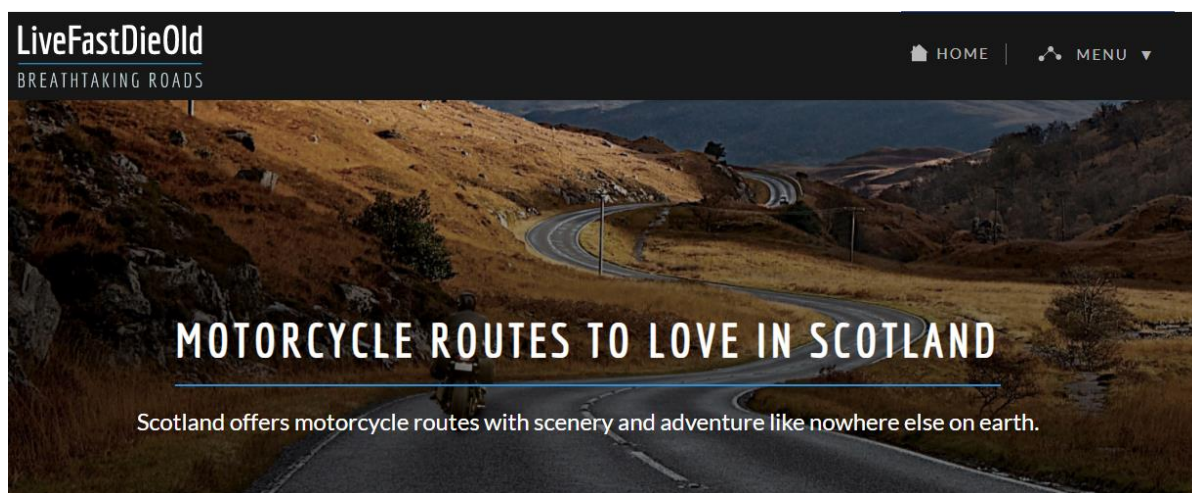 LiveFastDieOld
BREATHTAKING ROADS
HOME
MENU ▼
MOTORCYCLE ROUTES TO LOVE IN SCOTLAND
Scotland offers motorcycle routes with scenery and adventure like nowhere else on earth.